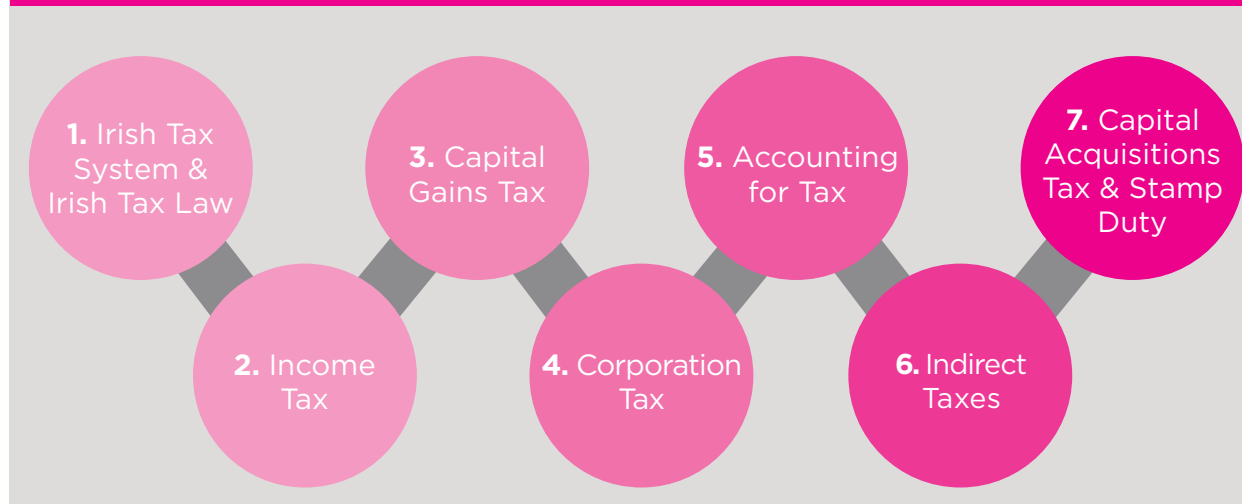 1. Irish Tax
System &
Irish Tax Law
2. Income
Tax
3. Capital
Gains Tax
4. Corporation
Tax
5. Accounting
for Tax
6. Indirect
Taxes
7. Capital
Acquisitions
Tax & Stamp
Duty